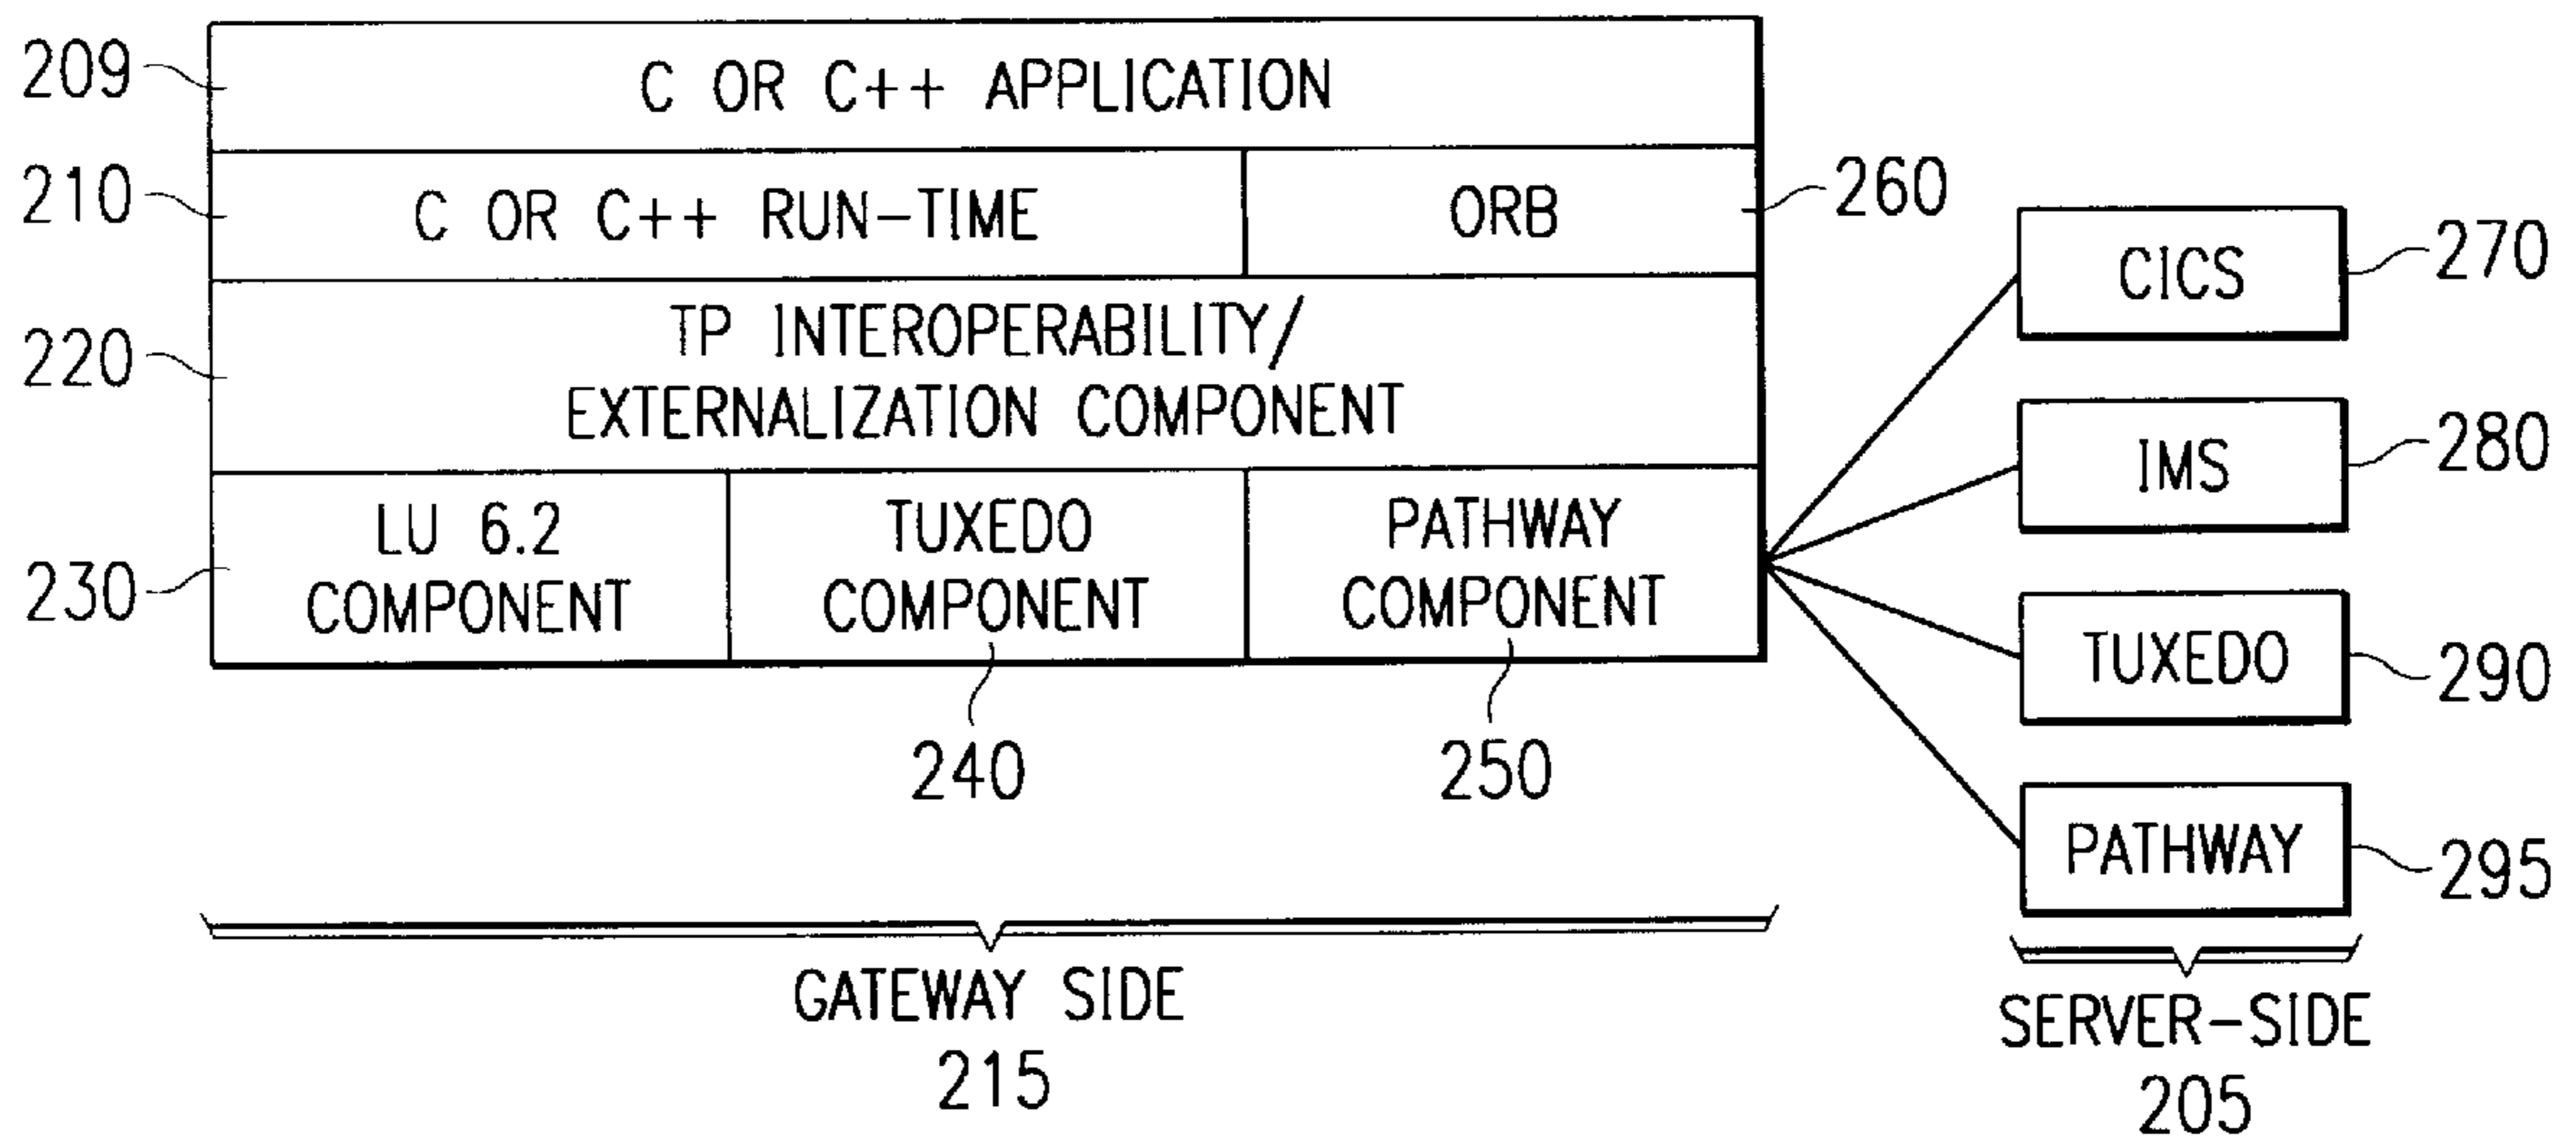 209
C OR C++ APPLICATION
210
C OR C++ RUN-TIME
ORB
260
220
TP INTEROPERABILITY/
EXTERNALIZATION COMPONENT
230
LU 6.2
COMPONENT
TUXEDO
COMPONENT
PATHWAY
COMPONENT
240
250
GATEWAY SIDE
215
CICS
270
IMS
280
TUXEDO
290
PATHWAY
295
SERVER-SIDE
205